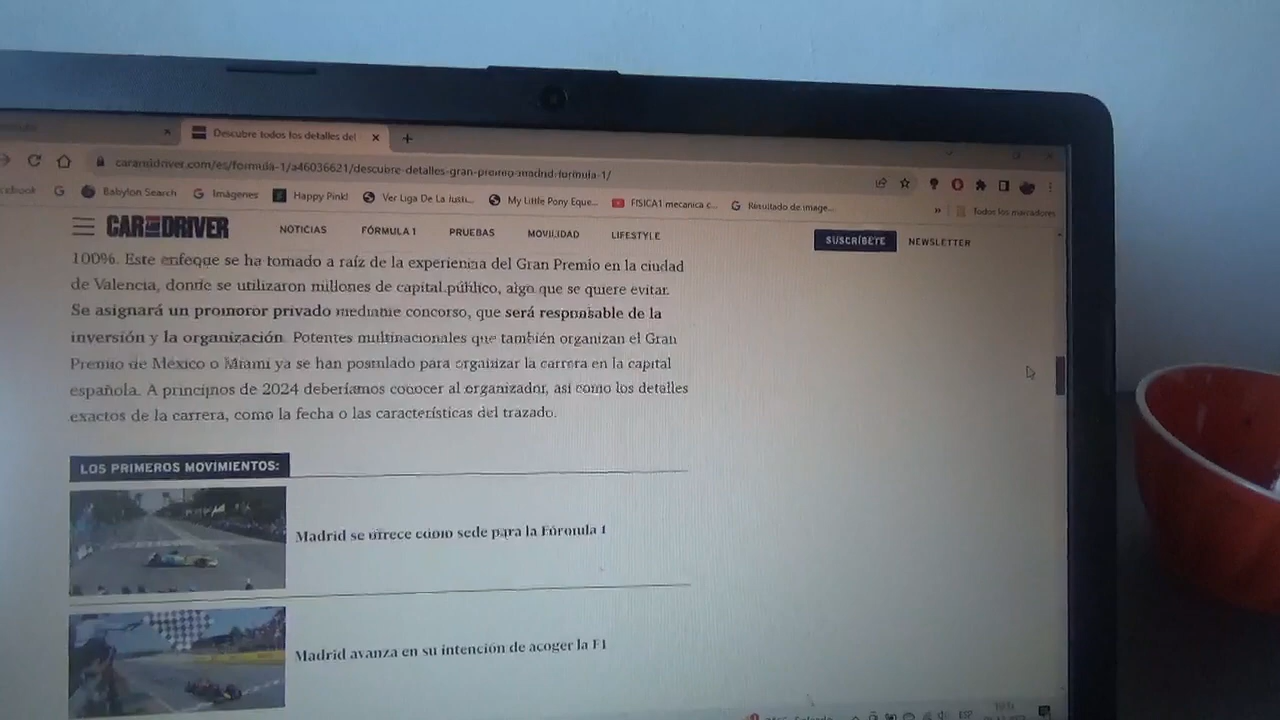 Descubre todos los detalles del
caranddriver.com/es/formula-1/a46036621/descubre-detalles-gran-premio-madrid-formula-1/
Babylon Search Imágenes Happy Pink! Ver Liga De La Justi... My Little Pony Eque... FISICA1 mecanica c... Resultado de image... » Todos los marcadores
CAR AND DRIVER NOTICIAS FÓRMULA 1 PRUEBAS MOVILIDAD LIFESTYLE SUSCRÍBETE NEWSLETTER
100%. Este enfoque se ha tomado a raíz de la experiencia del Gran Premio en la ciudad
de Valencia, donde se utilizaron millones de capital público, algo que se quiere evitar.
Se asignará un promotor privado mediante concorso, que será responsable de la
inversión y la organización. Potentes multinacionales que también organizan el Gran
Premio de México o Miami ya se han postulado para organizar la carrera en la capital
española. A principios de 2024 deberíamos conocer al organizador, así como los detalles
exactos de la carrera, como la fecha o las características del trazado.
LOS PRIMEROS MOVIMIENTOS:
Madrid se ofrece como sede para la Fórmula 1
Madrid avanza en su intención de acoger la F1
ESP